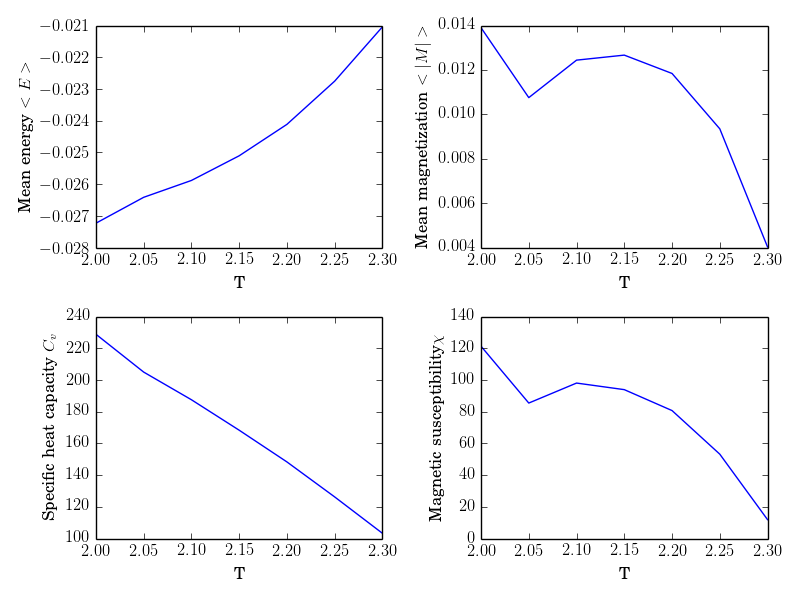 Mean energy < E >
−0.021
−0.022
−0.023
−0.024
−0.025
−0.026
−0.027
−0.028
2.00 2.05 2.10 2.15 2.20 2.25 2.30
T
Mean magnetization < |M| >
0.014
0.012
0.010
0.008
0.006
0.004
2.00 2.05 2.10 2.15 2.20 2.25 2.30
T
Specific heat capacity Cv
240
220
200
180
160
140
120
100
2.00 2.05 2.10 2.15 2.20 2.25 2.30
T
Magnetic susceptibilityχ
140
120
100
80
60
40
20
0
2.00 2.05 2.10 2.15 2.20 2.25 2.30
T